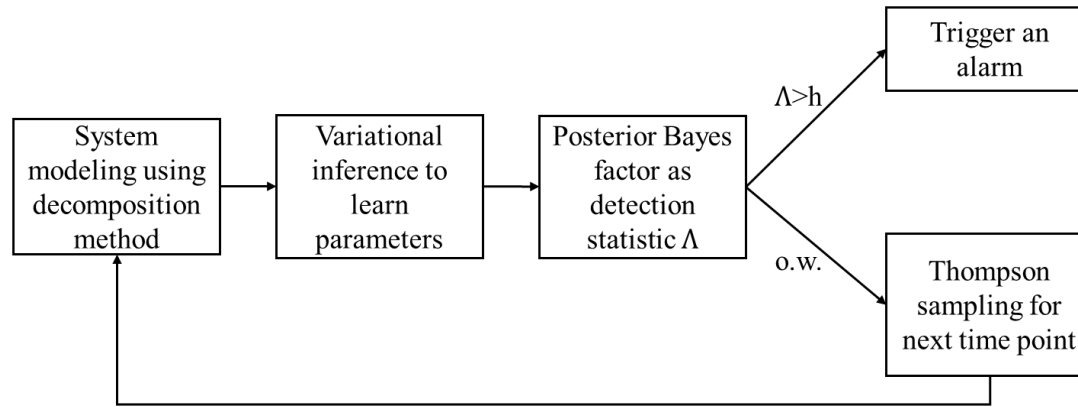 System
modeling using
decomposition
method
Variational
inference to
learn
parameters
Posterior Bayes
factor as
detection
statistic Λ
Λ>h
o.w.
Trigger an
alarm
Thompson
sampling for
next time point